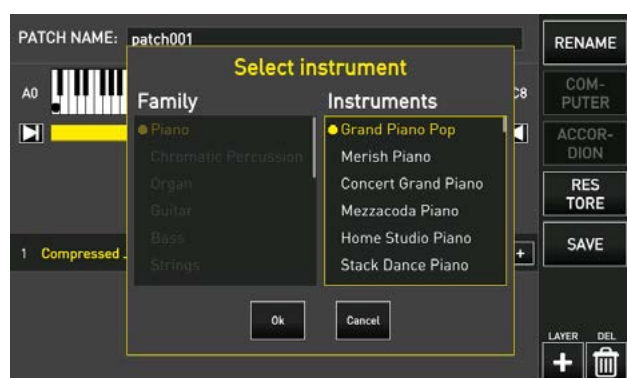 PATCH NAME: patch001
RENAME
Select instrument
A0
C8
COM-
PUTER
Family
Instruments
Piano
Grand Piano Pop
ACCOR-
DION
Chromatic Percussion
Merish Piano
Organ
Concert Grand Piano
RES
TORE
Guitar
Mezzacoda Piano
Bass
Home Studio Piano
SAVE
1 Compressed
+
Strings
Stack Dance Piano
Ok
Cancel
LAYER DEL
+